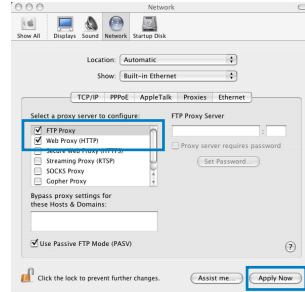 Network
Show All Displays Sound Network Startup Disk
Location: Automatic
Show: Built-in Ethernet
TCP/IP PPPoE AppleTalk Proxies Ethernet
Select a proxy server to configure: FTP Proxy Server
FTP Proxy :
Web Proxy (HTTP) Proxy server requires password
Secure Web Proxy (HTTPS)
Streaming Proxy (RTSP) Set Password...
SOCKS Proxy
Gopher Proxy
Bypass proxy settings for
these Hosts & Domains:
Use Passive FTP Mode (PASV) ?
Click the lock to prevent further changes. Assist me... Apply Now